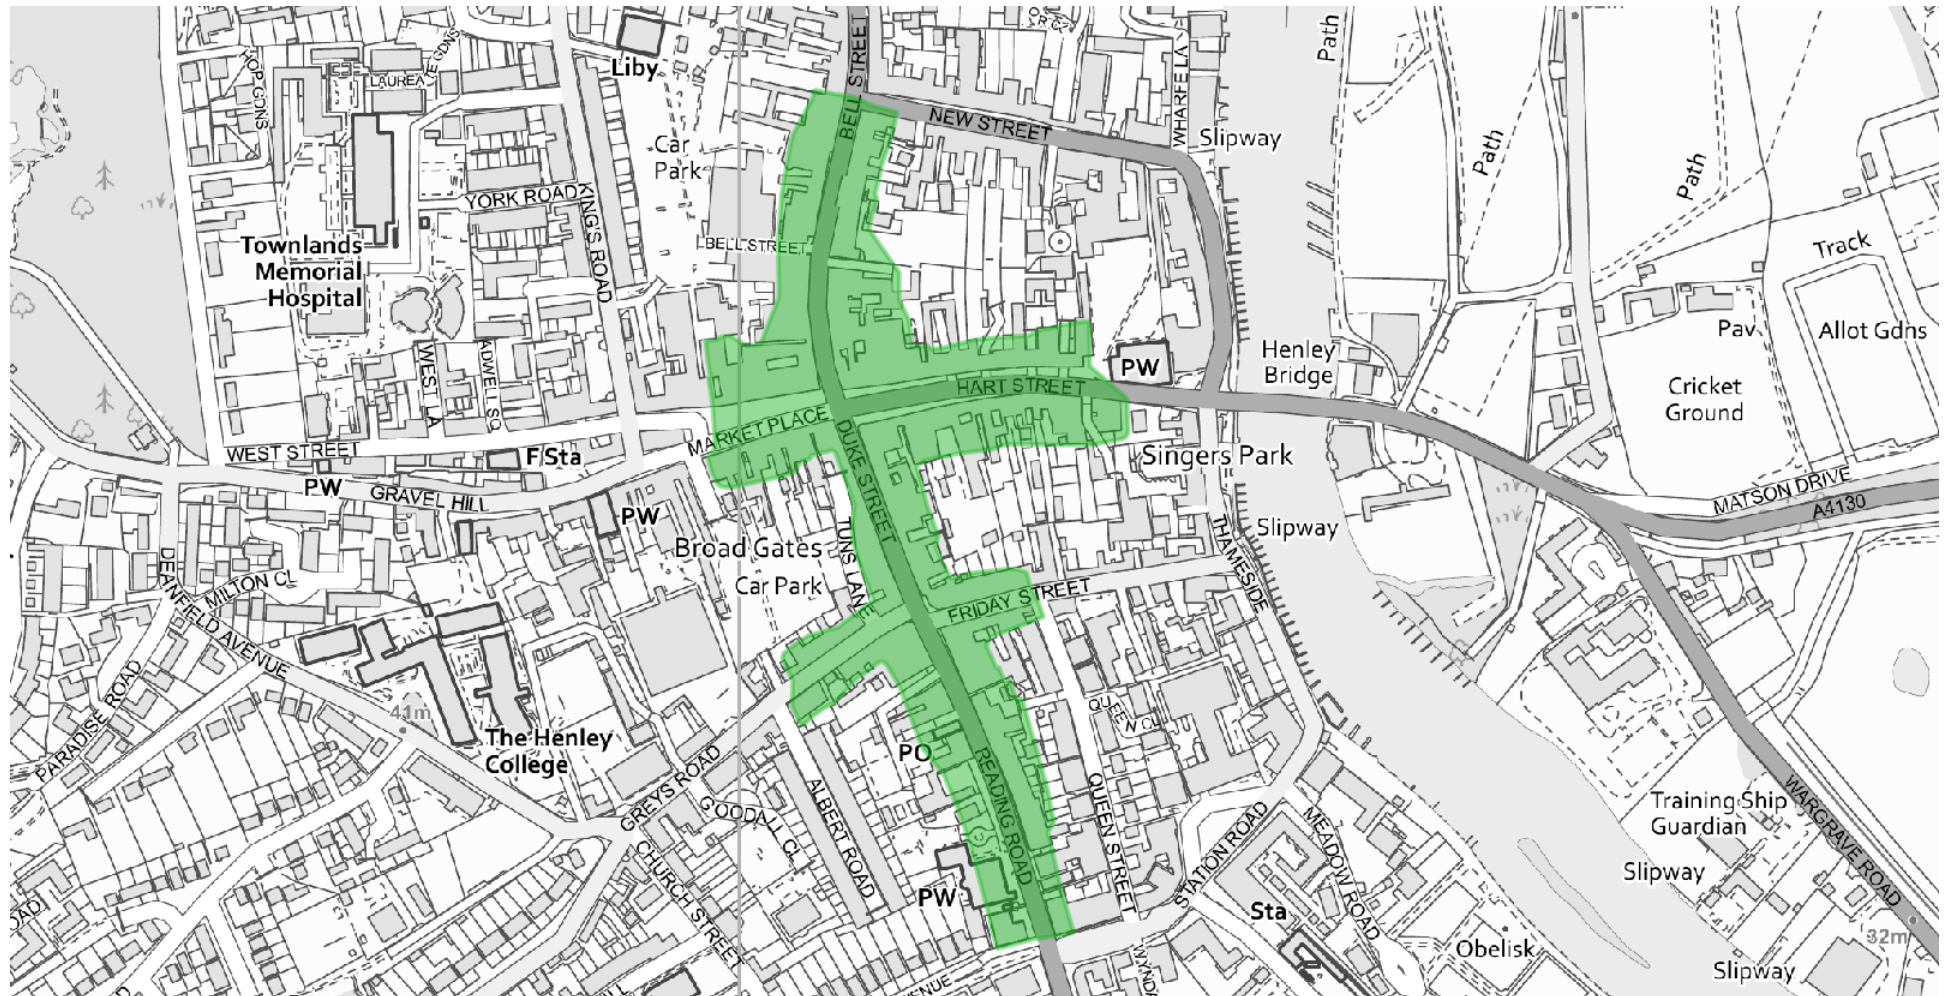 HOP GDNS
LAUREATE GDNS
Liby
BELL STREET
NEW STREET
WHARFE LA
Slipway
Path
Path
Path
Track
Car
Park
YORK ROAD
KING'S ROAD
Townlands
Memorial
Hospital
BELL STREET
WEST LA
ADWELL SQ
PW
Henley
Bridge
Pav
Allot Gdns
Cricket
Ground
HART STREET
MARKET PLACE
DUKE STREET
WEST STREET
F Sta
PW
GRAVEL HILL
PW
Singers Park
MATSON DRIVE
A4130
Slipway
THAMESIDE
Broad Gates
Car Park
TUNS LANE
FRIDAY STREET
DEANFIELD AVENUE
MILTON CL
PARADISE ROAD
41m
The Henley
College
GREYS ROAD
GOODALL CL
CHURCH STREET
ALBERT ROAD
PO
READING ROAD
QUEEN CL
QUEEN STREET
STATION ROAD
MEADOW ROAD
PW
Sta
Obelisk
Training Ship
Guardian
Slipway
WARGRAVE ROAD
32m
Slipway